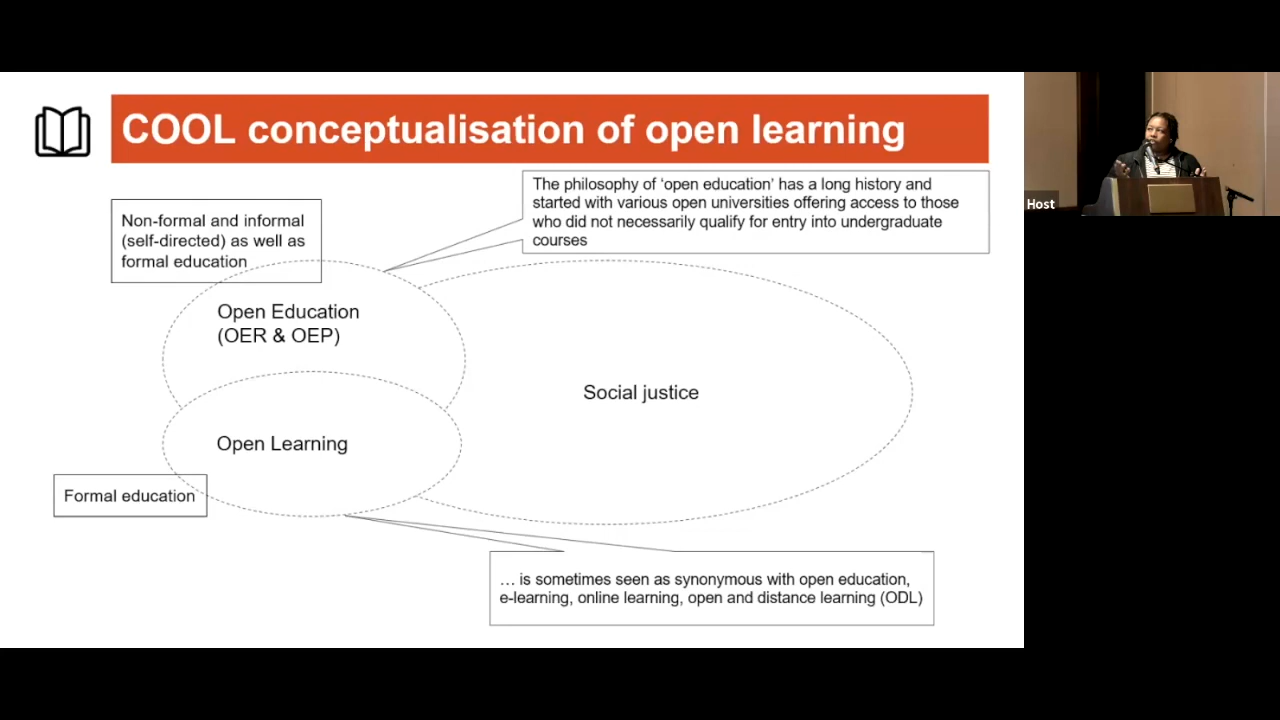 COOL conceptualisation of open learning
The philosophy of ‘open education’ has a long history and
started with various open universities offering access to those
who did not necessarily qualify for entry into undergraduate
courses
Non-formal and informal
(self-directed) as well as
formal education
Open Education
(OER & OEP)
Social justice
Open Learning
Formal education
… is sometimes seen as synonymous with open education,
e-learning, online learning, open and distance learning (ODL)
Host